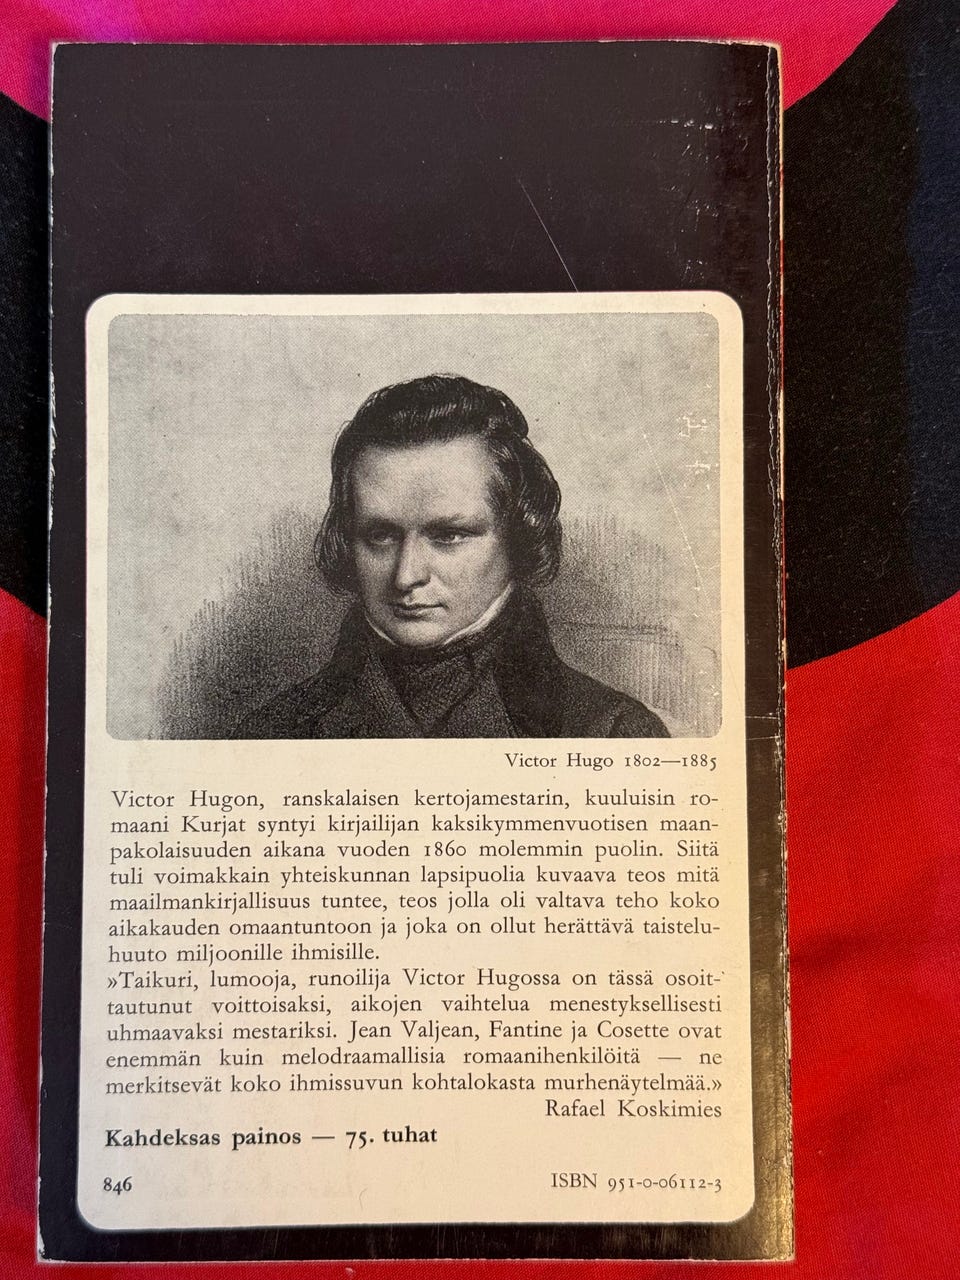 Victor Hugo 1802—1885
Victor Hugon, ranskalaisen kertojamestarin, kuuluisin ro-
maani Kurjat syntyi kirjailijan kaksikymmenvuotisen maan-
pakolaisuuden aikana vuoden 1860 molemmin puolin. Siitä
tuli voimakkain yhteiskunnan lapsipuolia kuvaava teos mitä
maailmankirjallisuus tuntee, teos jolla oli valtava teho koko
aikakauden omaantuntoon ja joka on ollut herättävä taistelu-
huuto miljoonille ihmisille.
»Taikuri, lumooja, runoilija Victor Hugossa on tässä osoit-
tautunut voittoisaksi, aikojen vaihtelua menestyksellisesti
uhmaavaksi mestariksi. Jean Valjean, Fantine ja Cosette ovat
enemmän kuin melodraamallisia romaanihenkilöitä — ne
merkitsevät koko ihmissuvun kohtalokasta murhenäytelmää.»
Rafael Koskimies
Kahdeksas painos — 75. tuhat
846
ISBN 951-0-06112-3